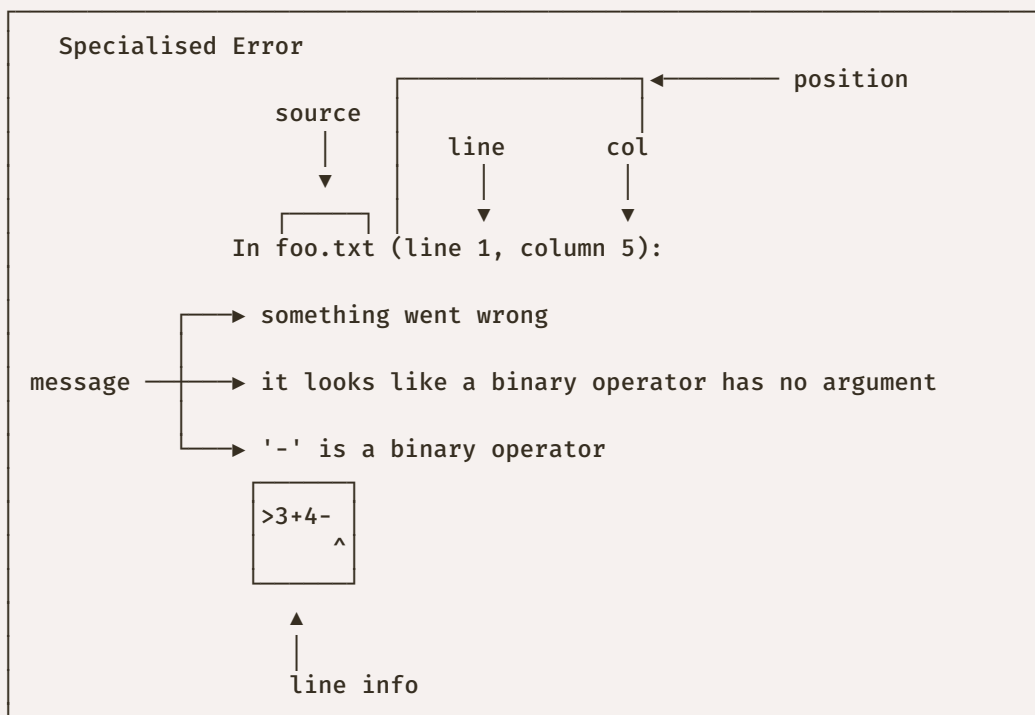 Specialised Error
position
source
line col
In foo.txt (line 1, column 5):
something went wrong
message it looks like a binary operator has no argument
'-' is a binary operator
>3+4-
^
line info